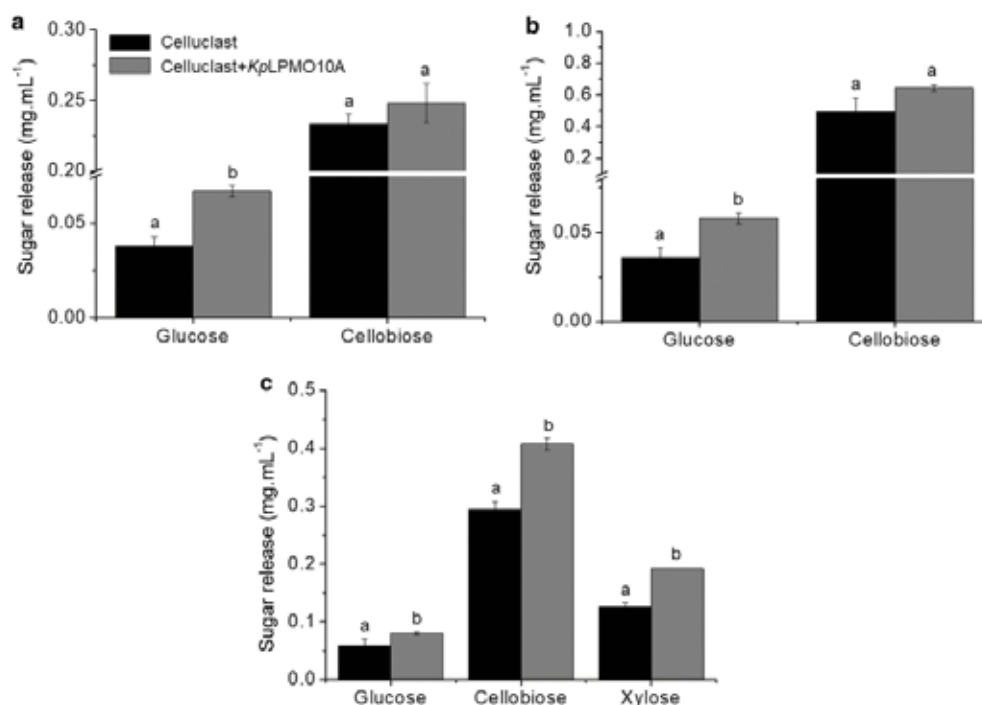 a
Sugar release (mg.mL⁻¹)
0.30
0.25
0.20
0.05
0.00
Celluclast
Celluclast+KpLPMO10A
a
b
a
a
Glucose
Cellobiose
b
Sugar release (mg.mL⁻¹)
1.0
0.8
0.6
0.4
0.2
0.05
0.00
a
b
a
a
Glucose
Cellobiose
c
Sugar release (mg.mL⁻¹)
0.5
0.4
0.3
0.2
0.1
0.0
a
b
a
b
a
b
Glucose
Cellobiose
Xylose